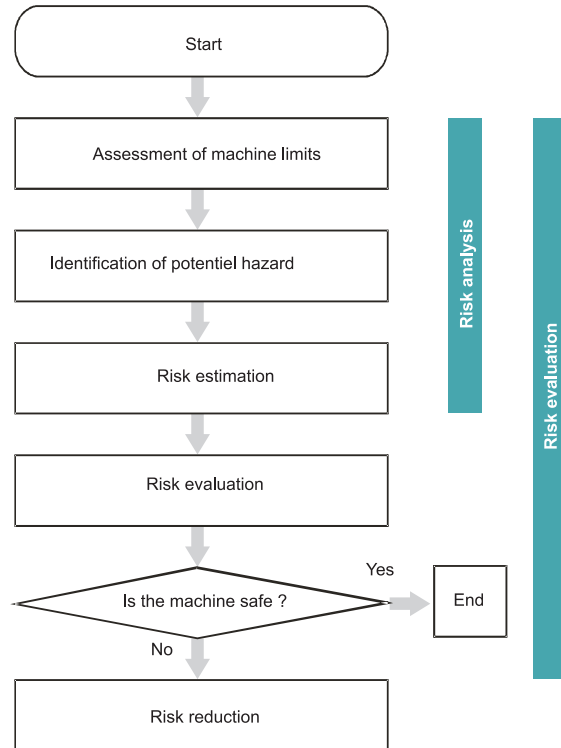 Start
Assessment of machine limits
Identification of potentiel hazard
Risk estimation
Risk evaluation
Is the machine safe ?
Yes
End
No
Risk reduction
Risk analysis
Risk evaluation